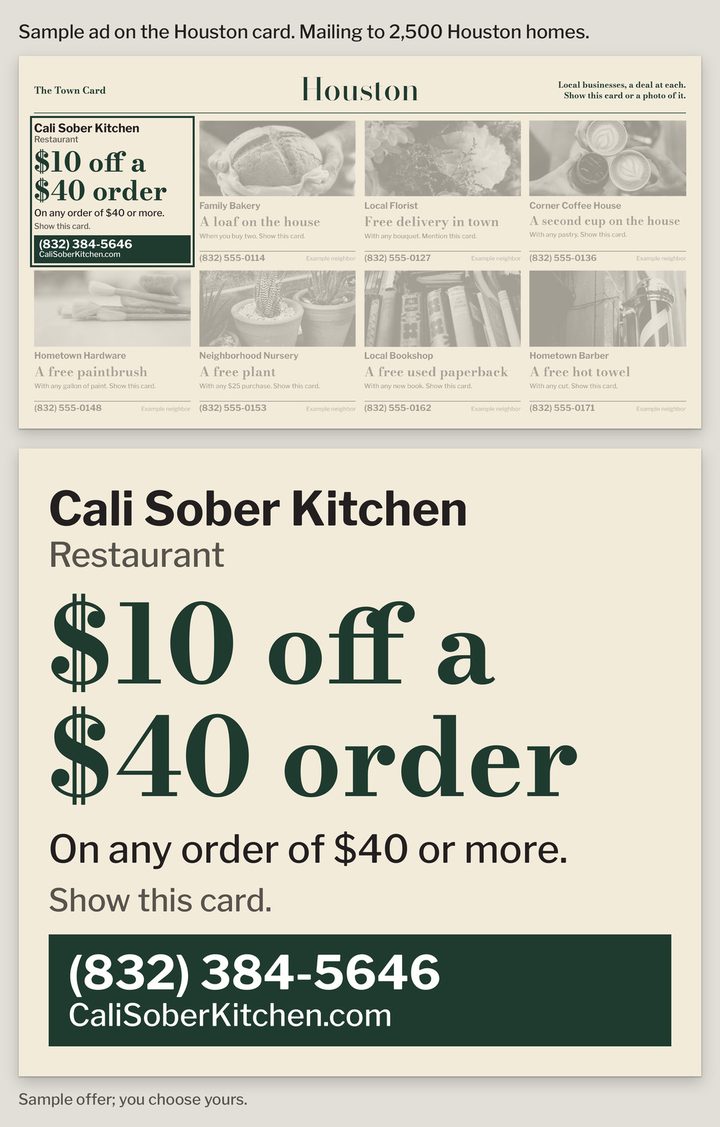 Sample ad on the Houston card. Mailing to 2,500 Houston homes.
The Town Card
Houston
Local businesses, a deal at each.
Show this card or a photo of it.
Cali Sober Kitchen
Restaurant
$10 off a
$40 order
On any order of $40 or more.
Show this card.
(832) 384-5646
CaliSoberKitchen.com
Family Bakery
A loaf on the house
When you buy two. Show this card.
(832) 555-0114
Example neighbor
Local Florist
Free delivery in town
With any bouquet. Mention this card.
(832) 555-0127
Example neighbor
Corner Coffee House
A second cup on the house
With any pastry. Show this card.
(832) 555-0136
Example neighbor
Hometown Hardware
A free paintbrush
With any gallon of paint. Show this card.
(832) 555-0148
Example neighbor
Neighborhood Nursery
A free plant
With any $25 purchase. Show this card.
(832) 555-0153
Example neighbor
Local Bookshop
A free used paperback
With any new book. Show this card.
(832) 555-0162
Example neighbor
Hometown Barber
A free hot towel
With any cut. Show this card.
(832) 555-0171
Example neighbor
Cali Sober Kitchen
Restaurant
$10 off a
$40 order
On any order of $40 or more.
Show this card.
(832) 384-5646
CaliSoberKitchen.com
Sample offer; you choose yours.